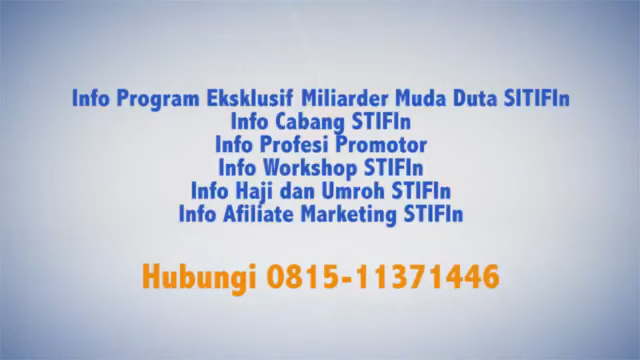 Info Program Eksklusif Miliarder Muda Duta SITIFIn
Info Cabang STIFIn
Info Profesi Promotor
Info Workshop STIFIn
Info Haji dan Umroh STIFIn
Info Afiliate Marketing STIFIn
Hubungi 0815-11371446